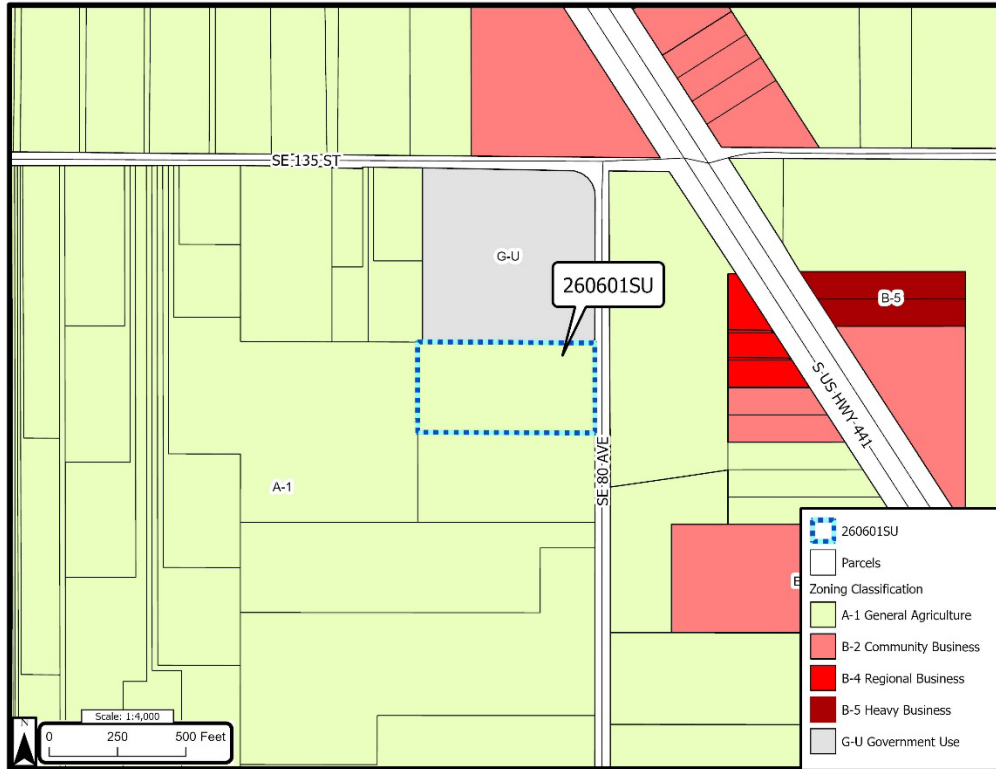 SE 135 ST
G-U
260601SU
B-5
S US HWY 441
SE 80 AVE
A-1
260601SU
Parcels
Zoning Classification
A-1 General Agriculture
B-2 Community Business
B-4 Regional Business
B-5 Heavy Business
G-U Government Use
N
Scale: 1:4,000
0 250 500 Feet